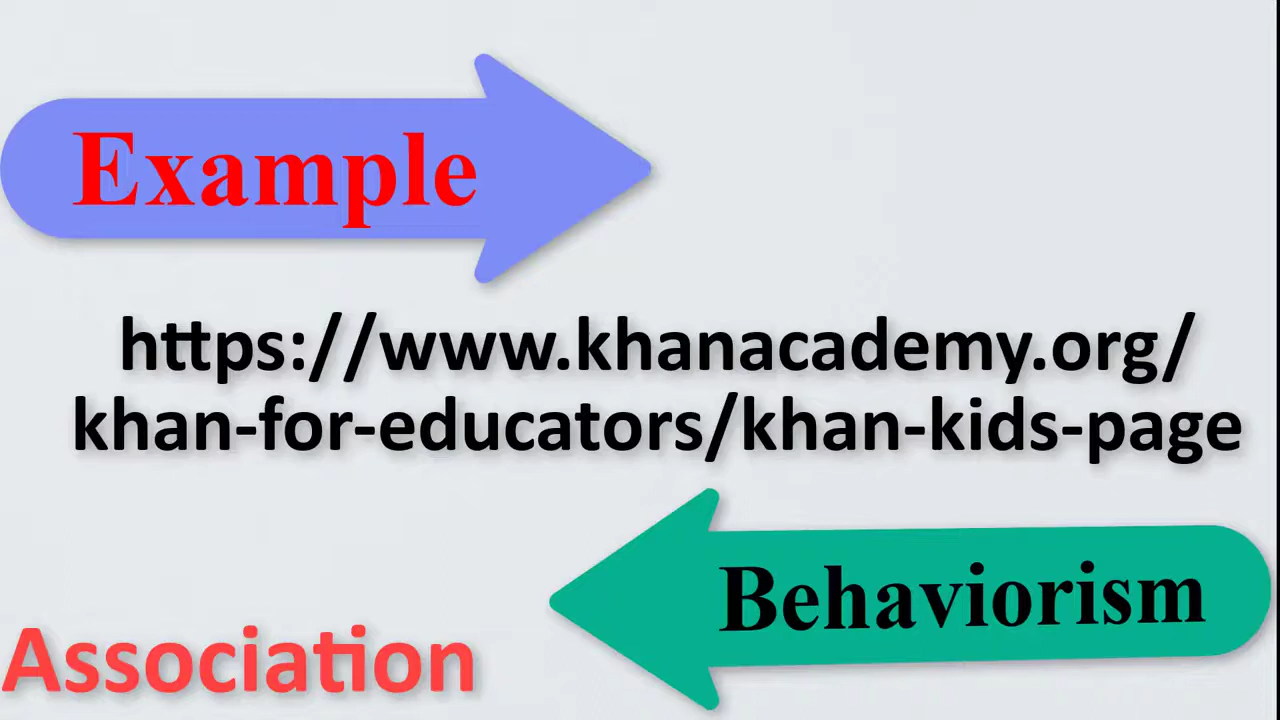 Example
https://www.khanacademy.org/
khan-for-educators/khan-kids-page
Behaviorism
Association